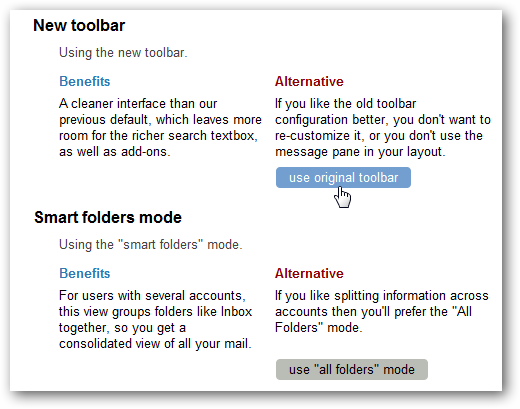 New toolbar
Using the new toolbar.
Benefits
A cleaner interface than our
previous default, which leaves more
room for the richer search textbox,
as well as add-ons.
Alternative
If you like the old toolbar
configuration better, you don't want to
re-customize it, or you don't use the
message pane in your layout.
use original toolbar
Smart folders mode
Using the "smart folders" mode.
Benefits
For users with several accounts,
this view groups folders like Inbox
together, so you get a
consolidated view of all your mail.
Alternative
If you like splitting information across
accounts then you'll prefer the "All
Folders" mode.
use "all folders" mode